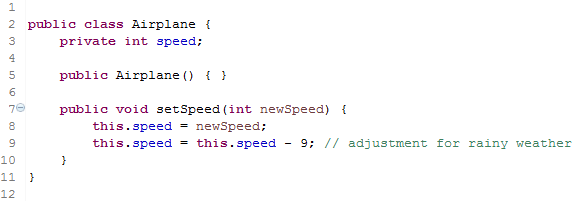 1
2 public class Airplane {
3     private int speed;
4
5     public Airplane() { }
6
7     public void setSpeed(int newSpeed) {
8         this.speed = newSpeed;
9         this.speed = this.speed - 9; // adjustment for rainy weather
10     }
11 }
12